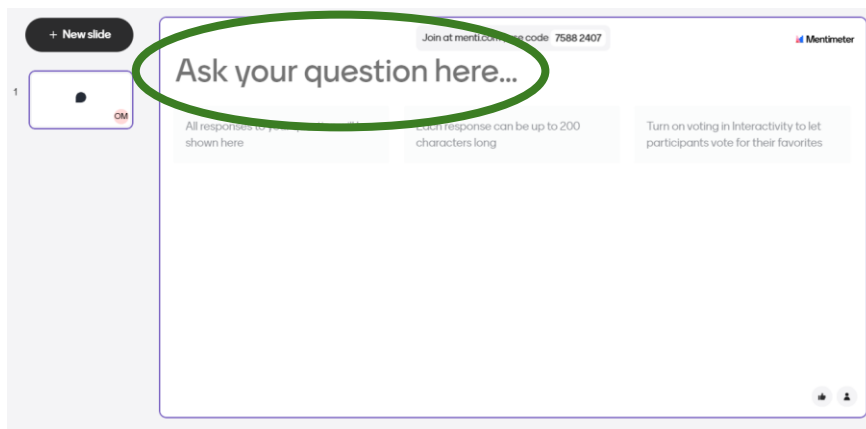 + New slide
Join at menti.com use code 7588 2407
Mentimeter
Ask your question here...
1
OM
All responses to your
shown here
Each response can be up to 200
characters long
Turn on voting in Interactivity to let
participants vote for their favorites